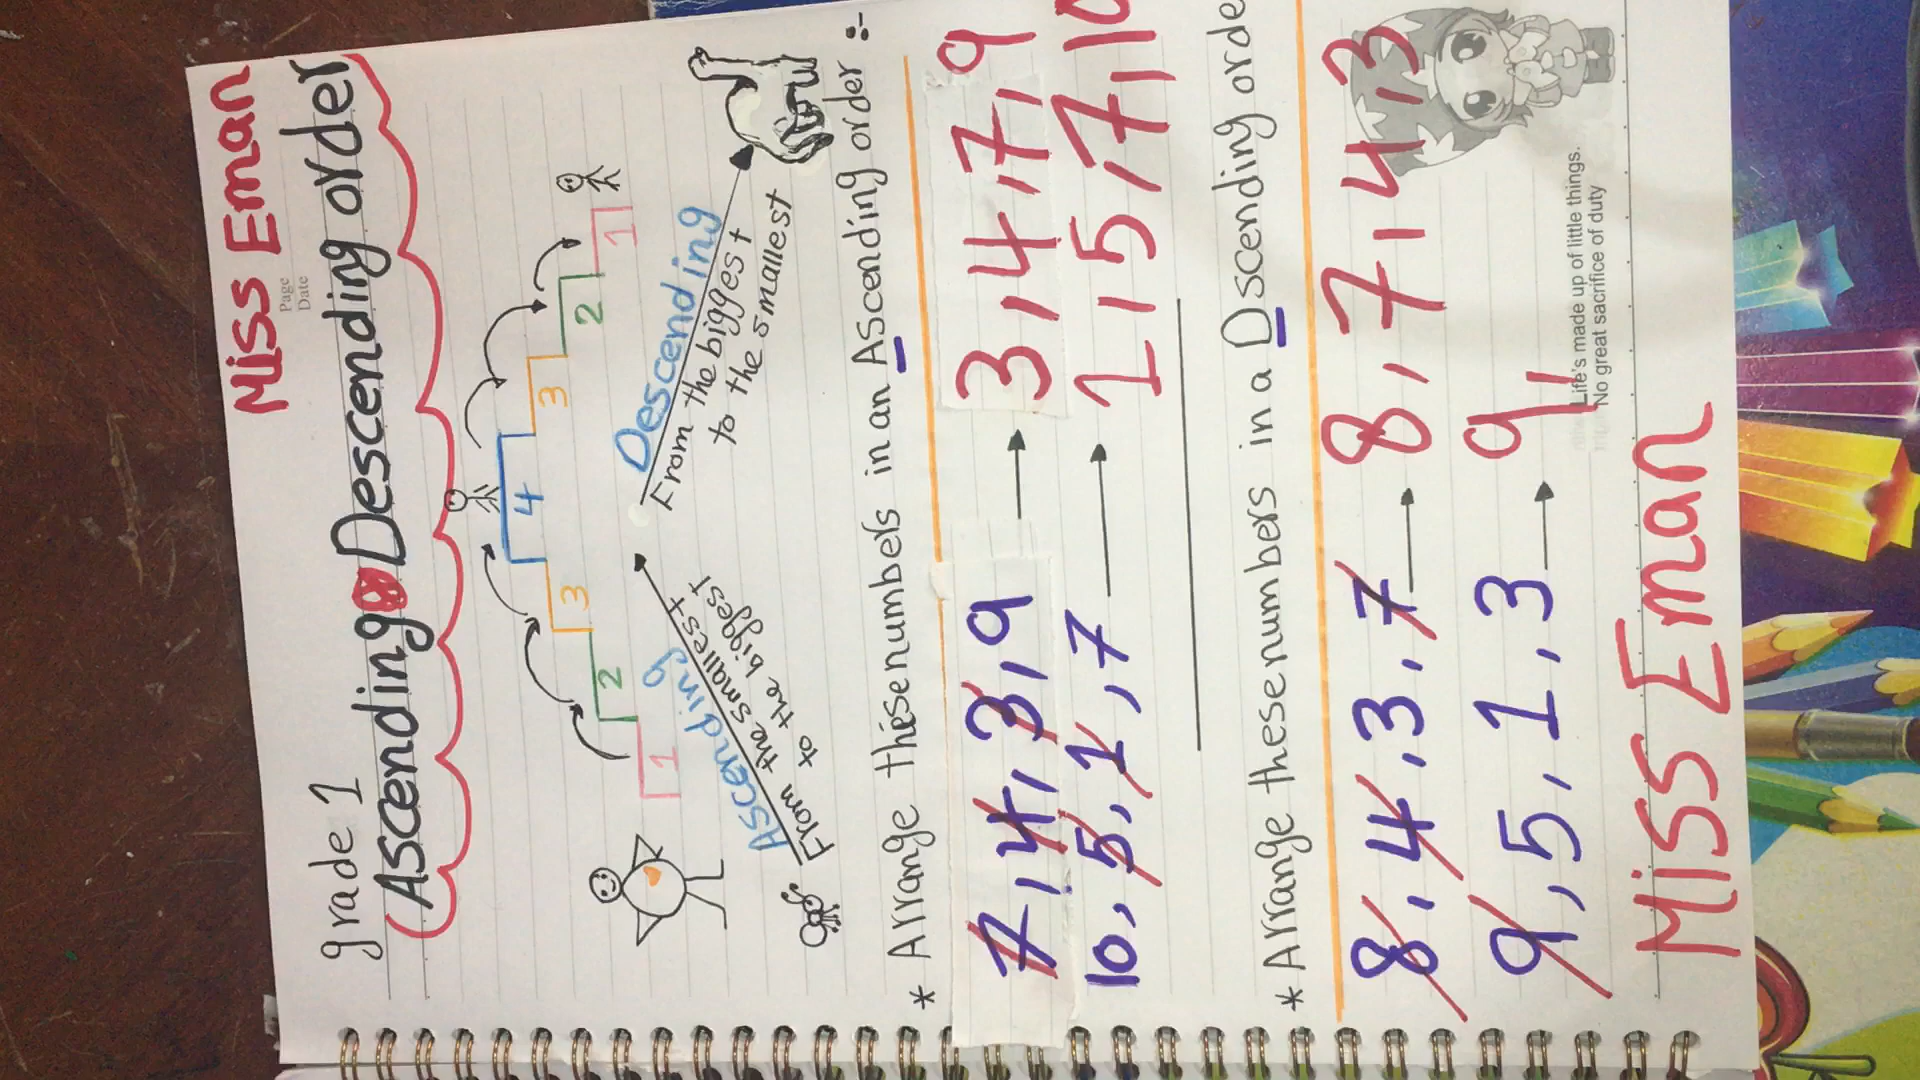 Miss Eman
Page
Date
grade 1
Ascending Descending order
4
3 3
2 2
1 1
Ascending
From the smallest
to the biggest
Descending
From the biggest
to the smallest
* Arrange these numbers in an Ascending order :-
7, 4, 3, 9 → 3, 4, 7, 9
10, 5, 1, 7 → 1, 5, 7, 10
* Arrange these numbers in a Dscending orde
8, 4, 3, 7 → 8, 7, 4, 3
9, 5, 1, 3 → 9,
Life's made up of little things.
No great sacrifice of duty
Miss Eman